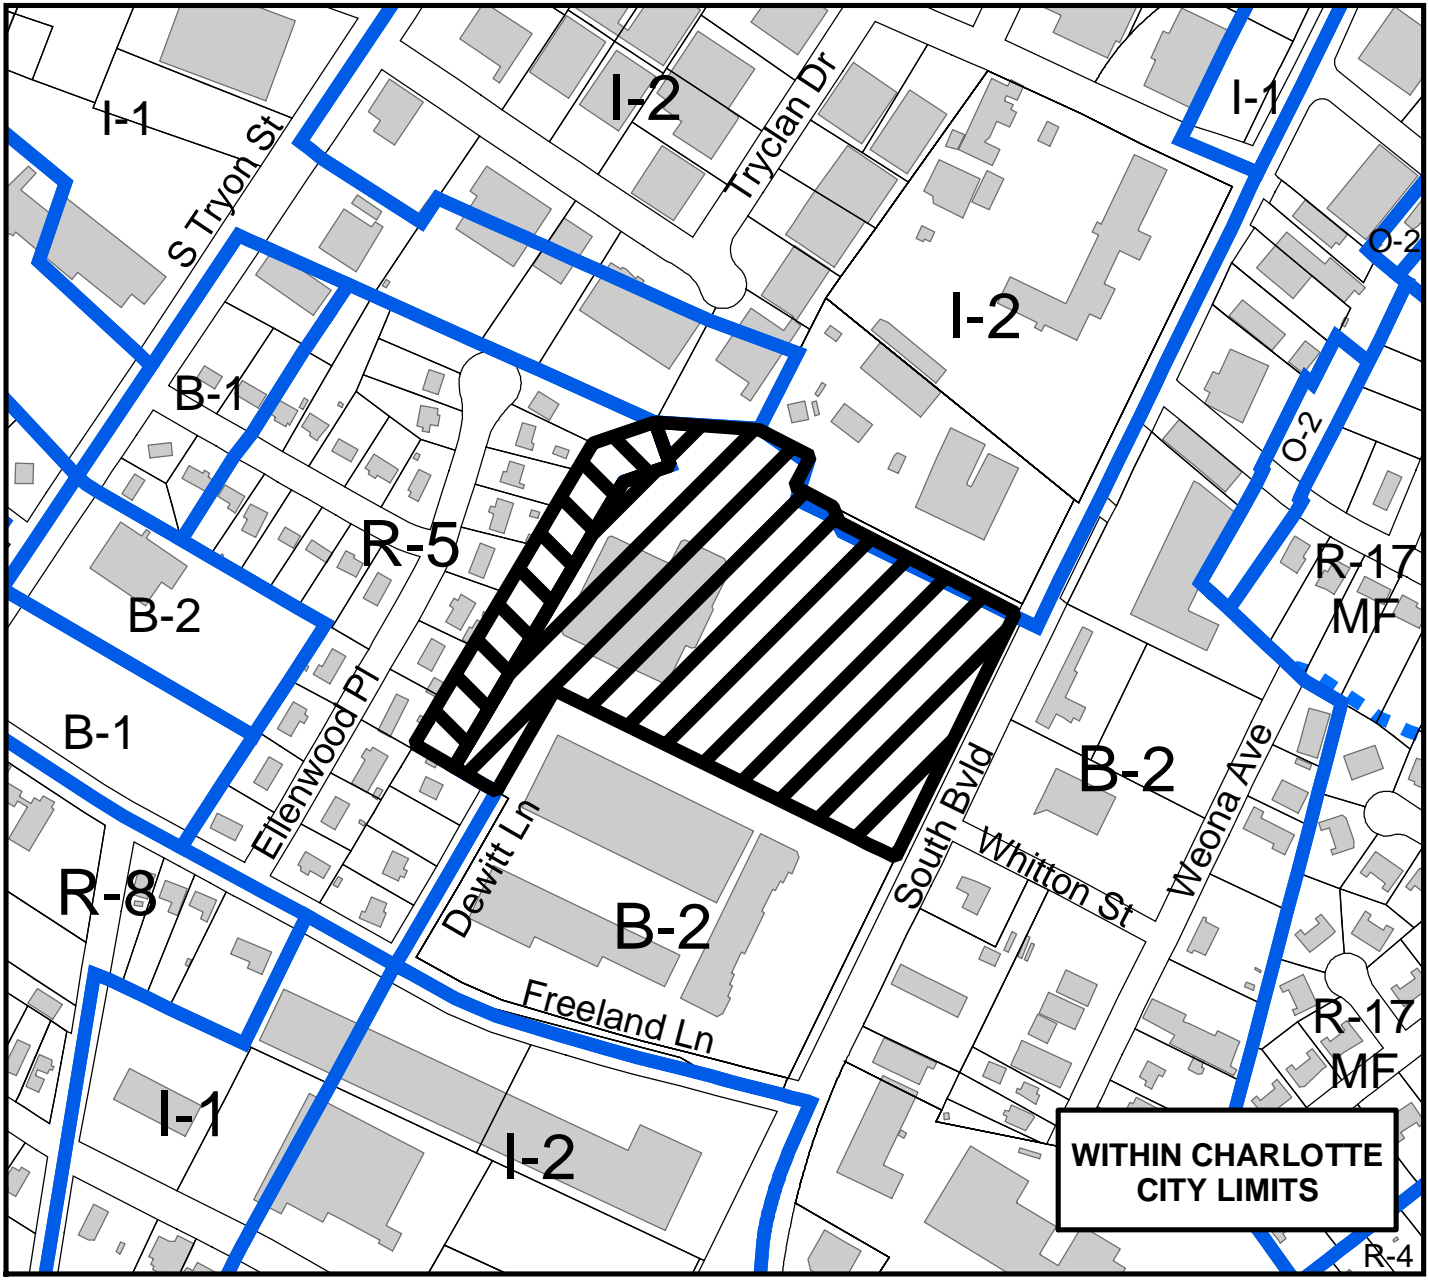 I-1
I-2
I-1
S Tryon St
Tryclan Dr
O-2
I-2
B-1
O-2
R-5
R-17
MF
B-2
B-1
Ellenwood Pl
B-2
Weona Ave
South Bvld
Whitton St
R-8
Dewitt Ln
B-2
Freeland Ln
R-17
MF
I-1
I-2
WITHIN CHARLOTTE
CITY LIMITS
R-4